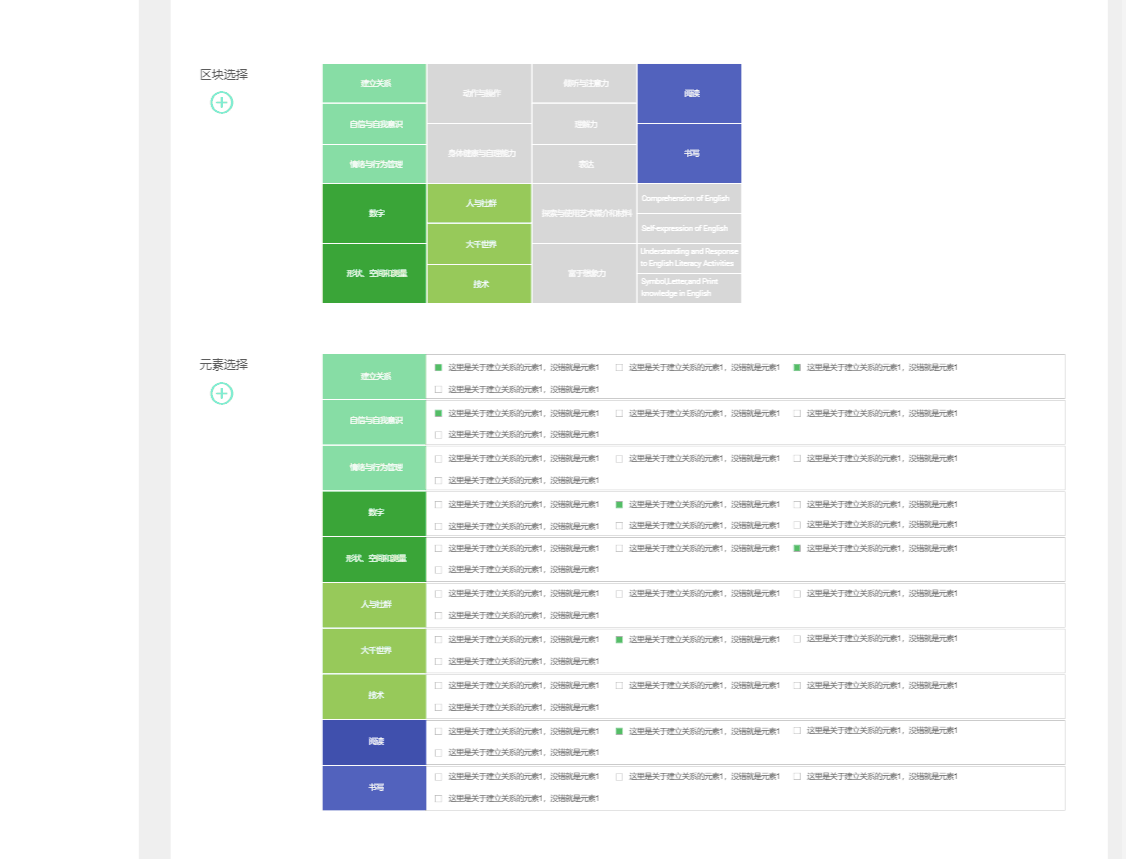 区块选择
建立关系
自信与自我意识
情绪与行为管理
动作与操作
身体健康与自理能力
倾听与注意力
理解力
表达
阅读
书写
数字
形状、空间和测量
人与社群
大千世界
技术
探索与使用艺术媒介和材料
富于想象力
Comprehension of English
Self-expression of English
Understanding and Response
to English Literacy Activities
Symbol,Letter,and Print
knowledge in English
元素选择
建立关系
这里是关于建立关系的元素1，没错就是元素1 这里是关于建立关系的元素1，没错就是元素1 这里是关于建立关系的元素1，没错就是元素1
这里是关于建立关系的元素1，没错就是元素1
自信与自我意识
这里是关于建立关系的元素1，没错就是元素1 这里是关于建立关系的元素1，没错就是元素1 这里是关于建立关系的元素1，没错就是元素1
这里是关于建立关系的元素1，没错就是元素1
情绪与行为管理
这里是关于建立关系的元素1，没错就是元素1 这里是关于建立关系的元素1，没错就是元素1 这里是关于建立关系的元素1，没错就是元素1
这里是关于建立关系的元素1，没错就是元素1
数字
这里是关于建立关系的元素1，没错就是元素1 这里是关于建立关系的元素1，没错就是元素1 这里是关于建立关系的元素1，没错就是元素1
这里是关于建立关系的元素1，没错就是元素1 这里是关于建立关系的元素1，没错就是元素1 这里是关于建立关系的元素1，没错就是元素1
形状、空间和测量
这里是关于建立关系的元素1，没错就是元素1 这里是关于建立关系的元素1，没错就是元素1 这里是关于建立关系的元素1，没错就是元素1
这里是关于建立关系的元素1，没错就是元素1
人与社群
这里是关于建立关系的元素1，没错就是元素1 这里是关于建立关系的元素1，没错就是元素1 这里是关于建立关系的元素1，没错就是元素1
这里是关于建立关系的元素1，没错就是元素1
大千世界
这里是关于建立关系的元素1，没错就是元素1 这里是关于建立关系的元素1，没错就是元素1 这里是关于建立关系的元素1，没错就是元素1
这里是关于建立关系的元素1，没错就是元素1
技术
这里是关于建立关系的元素1，没错就是元素1 这里是关于建立关系的元素1，没错就是元素1 这里是关于建立关系的元素1，没错就是元素1
这里是关于建立关系的元素1，没错就是元素1
阅读
这里是关于建立关系的元素1，没错就是元素1 这里是关于建立关系的元素1，没错就是元素1 这里是关于建立关系的元素1，没错就是元素1
这里是关于建立关系的元素1，没错就是元素1
书写
这里是关于建立关系的元素1，没错就是元素1 这里是关于建立关系的元素1，没错就是元素1 这里是关于建立关系的元素1，没错就是元素1
这里是关于建立关系的元素1，没错就是元素1